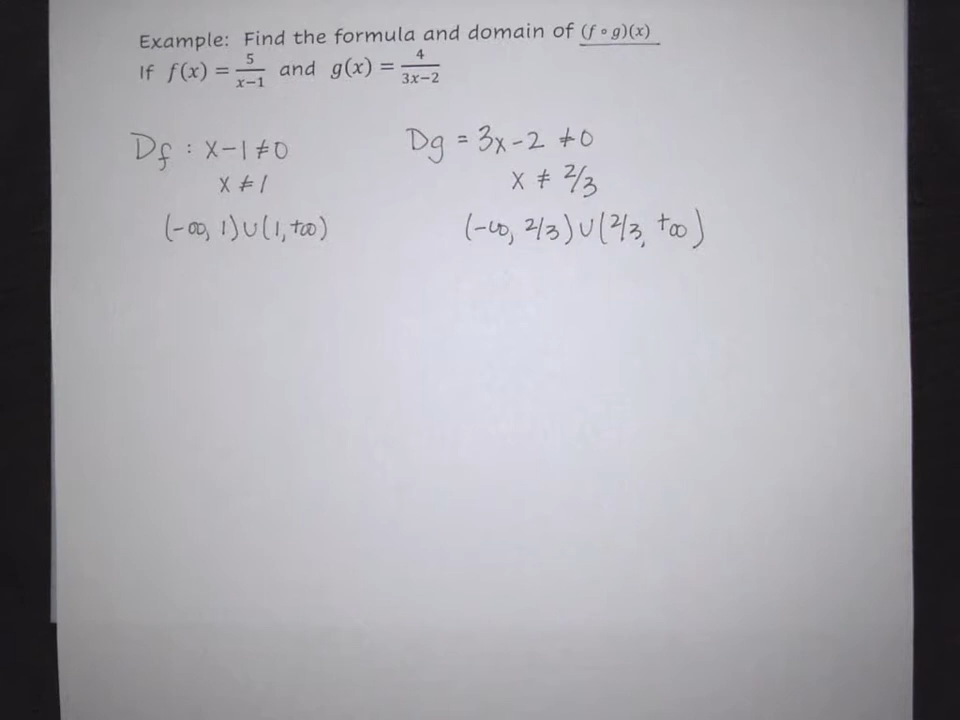 Example: Find the formula and domain of (f ∘ g)(x)
If f(x) = 5/(x−1) and g(x) = 4/(3x−2)
Df : x−1≠0
x ≠ 1
(-∞, 1)∪(1, +∞)
Dg = 3x−2 ≠0
x ≠ 2/3
(-∞, 2/3)∪(2/3, +∞)